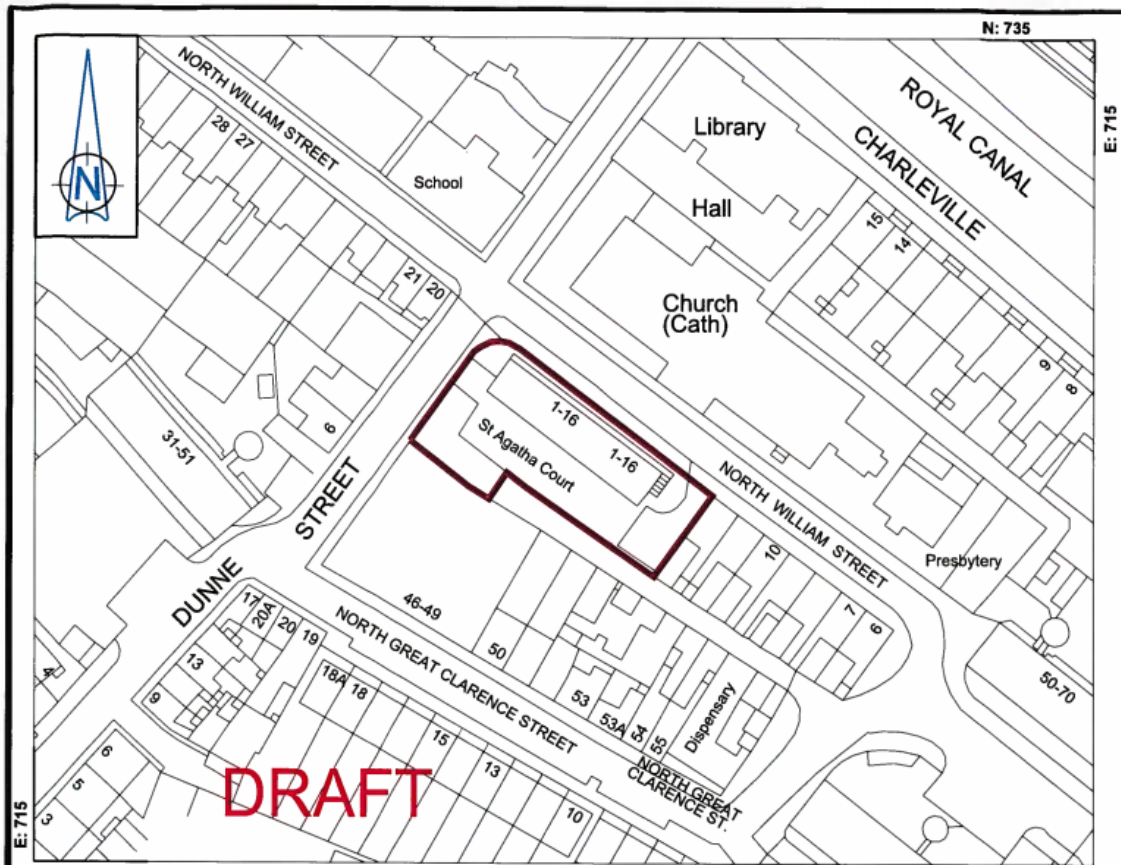 N: 735
E: 715
N
NORTH WILLIAM STREET
28
27
School
Library
Hall
Church
(Cath)
ROYAL CANAL
CHARLEVILLE
15
14
9
8
21
20
6
31-51
1-16
1-16
St Agatha Court
NORTH WILLIAM STREET
10
7
6
Presbytery
50-70
DUNNE STREET
46-49
50
53
53A
54
55
Dispensary
NORTH GREAT CLARENCE STREET
NORTH GREAT
CLARENCE ST.
17
20A
20
19
18A
18
15
13
10
13
9
4
6
5
3
DRAFT
E: 715